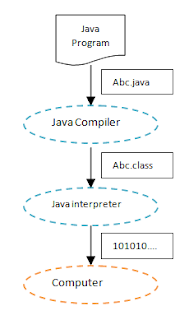 Java
Program
Abc.java
Java Compiler
Abc.class
Java interpreter
101010....
Computer